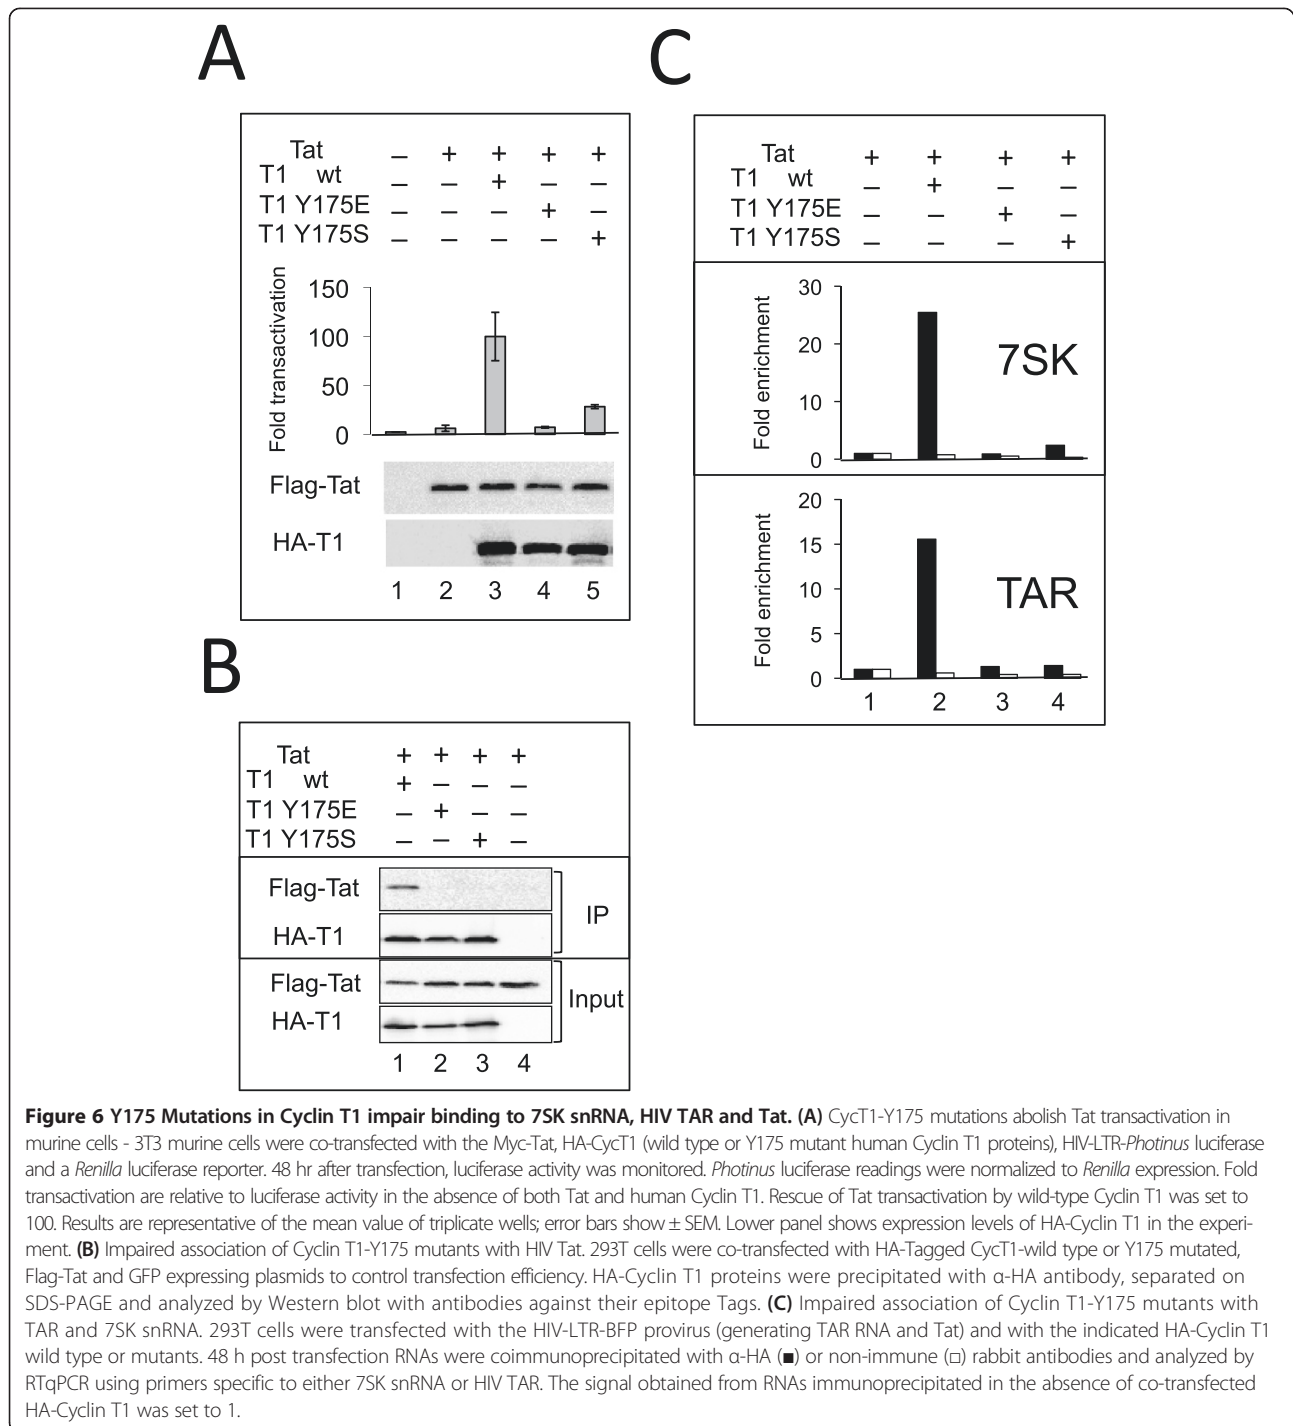 A
Tat – + + + +
T1 wt – – + – –
T1 Y175E – – – + –
T1 Y175S – – – – +
Fold transactivation
150
100
50
0
Flag-Tat
HA-T1
1 2 3 4 5
B
Tat + + + +
T1 wt + – – –
T1 Y175E – + – –
T1 Y175S – – + –
Flag-Tat
HA-T1
IP
Flag-Tat
HA-T1
Input
1 2 3 4
C
Tat + + + +
T1 wt – + – –
T1 Y175E – – + –
T1 Y175S – – – +
Fold enrichment
30
20
10
0
7SK
Fold enrichment
20
15
10
5
0
TAR
1 2 3 4
Figure 6 Y175 Mutations in Cyclin T1 impair binding to 7SK snRNA, HIV TAR and Tat. (A) CycT1-Y175 mutations abolish Tat transactivation in
murine cells - 3T3 murine cells were co-transfected with the Myc-Tat, HA-CycT1 (wild type or Y175 mutant human Cyclin T1 proteins), HIV-LTR-Photinus luciferase
and a Renilla luciferase reporter. 48 hr after transfection, luciferase activity was monitored. Photinus luciferase readings were normalized to Renilla expression. Fold
transactivation are relative to luciferase activity in the absence of both Tat and human Cyclin T1. Rescue of Tat transactivation by wild-type Cyclin T1 was set to
100. Results are representative of the mean value of triplicate wells; error bars show ± SEM. Lower panel shows expression levels of HA-Cyclin T1 in the experi-
ment. (B) Impaired association of Cyclin T1-Y175 mutants with HIV Tat. 293T cells were co-transfected with HA-Tagged CycT1-wild type or Y175 mutated,
Flag-Tat and GFP expressing plasmids to control transfection efficiency. HA-Cyclin T1 proteins were precipitated with α-HA antibody, separated on
SDS-PAGE and analyzed by Western blot with antibodies against their epitope Tags. (C) Impaired association of Cyclin T1-Y175 mutants with
TAR and 7SK snRNA. 293T cells were transfected with the HIV-LTR-BFP provirus (generating TAR RNA and Tat) and with the indicated HA-Cyclin T1
wild type or mutants. 48 h post transfection RNAs were coimmunoprecipitated with α-HA (■) or non-immune (□) rabbit antibodies and analyzed by
RTqPCR using primers specific to either 7SK snRNA or HIV TAR. The signal obtained from RNAs immunoprecipitated in the absence of co-transfected
HA-Cyclin T1 was set to 1.